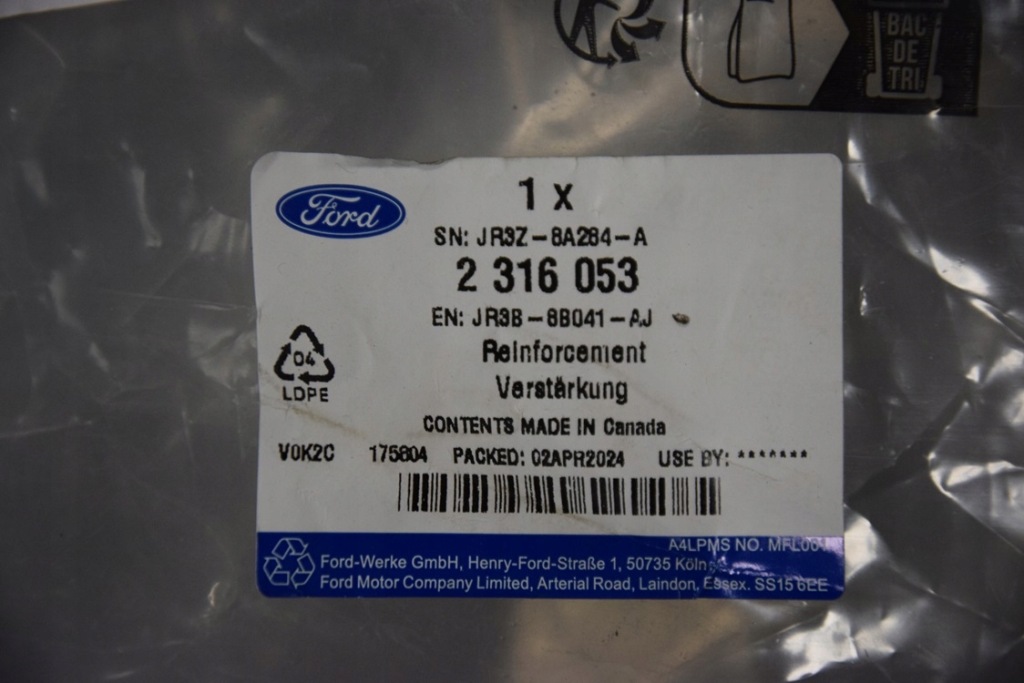 BAC
DE
TRI
Ford
1 x
SN: JR3Z-8A284-A
2 316 053
EN: JR3B-8B041-AJ
Reinforcement
Verstärkung
04
LDPE
CONTENTS MADE IN Canada
V0K2C 175804 PACKED: 02APR2024 USE BY: *******
A4LPMS NO.
Ford-Werke GmbH, Henry-Ford-Straße 1, 50735 Köln
Ford Motor Company Limited, Arterial Road, Laindon, Essex. SS15 6EE